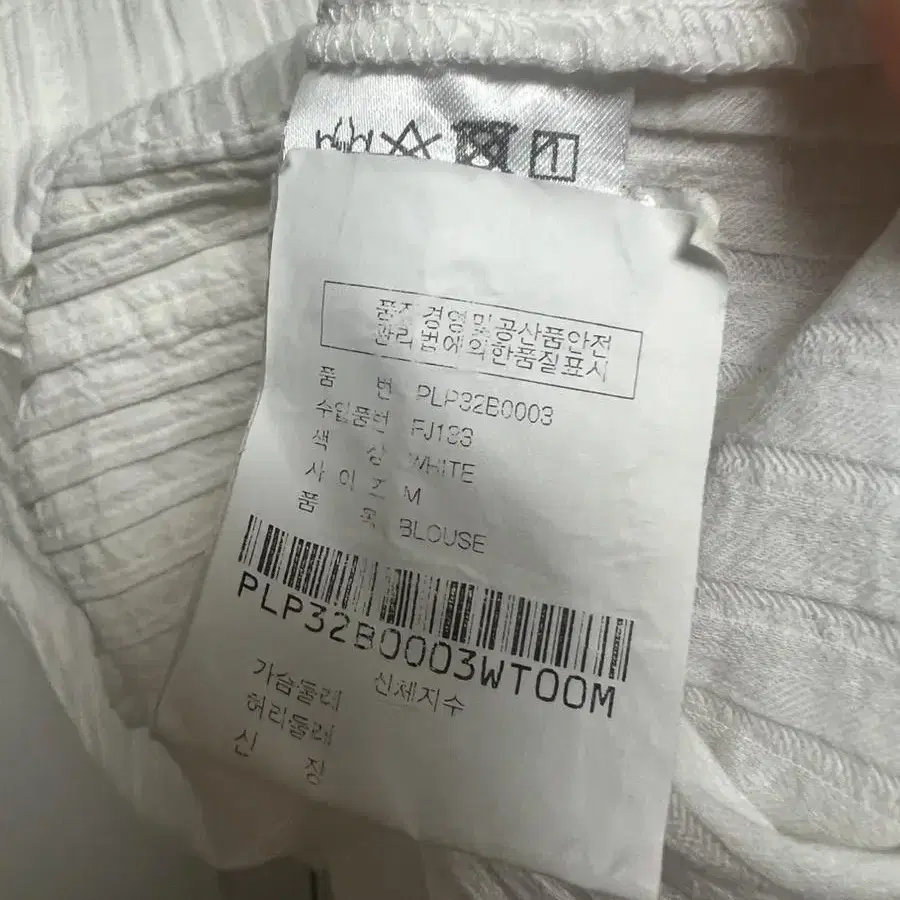 품질경영및공산품안전
관리법에의한품질표시
품 번 PLP32B0003
수입품번 FJ133
색 상 WHITE
사 이 즈 M
품 목 BLOUSE
PLP32B0003WT00M
가슴둘레 신체지수
허리둘레
신 장